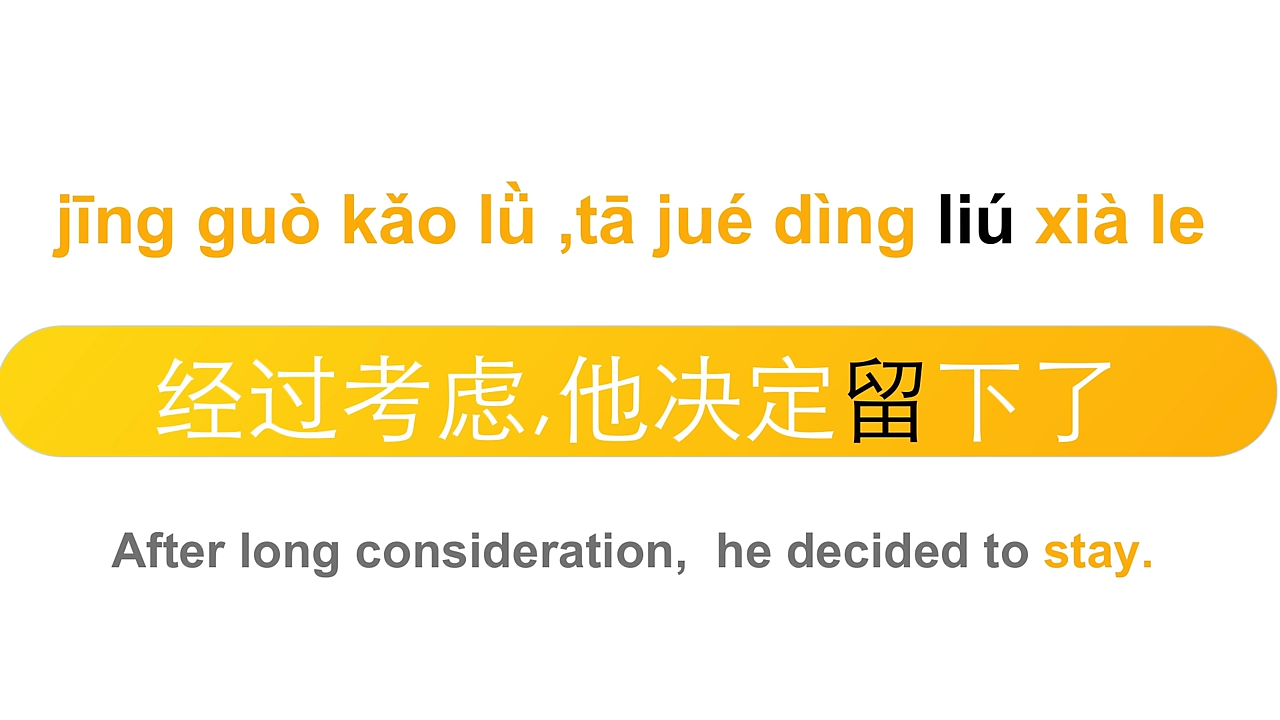 jīng guò kǎo lǜ ,tā jué dìng liú xià le
经过考虑,他决定留下了
After long consideration,  he decided to stay.